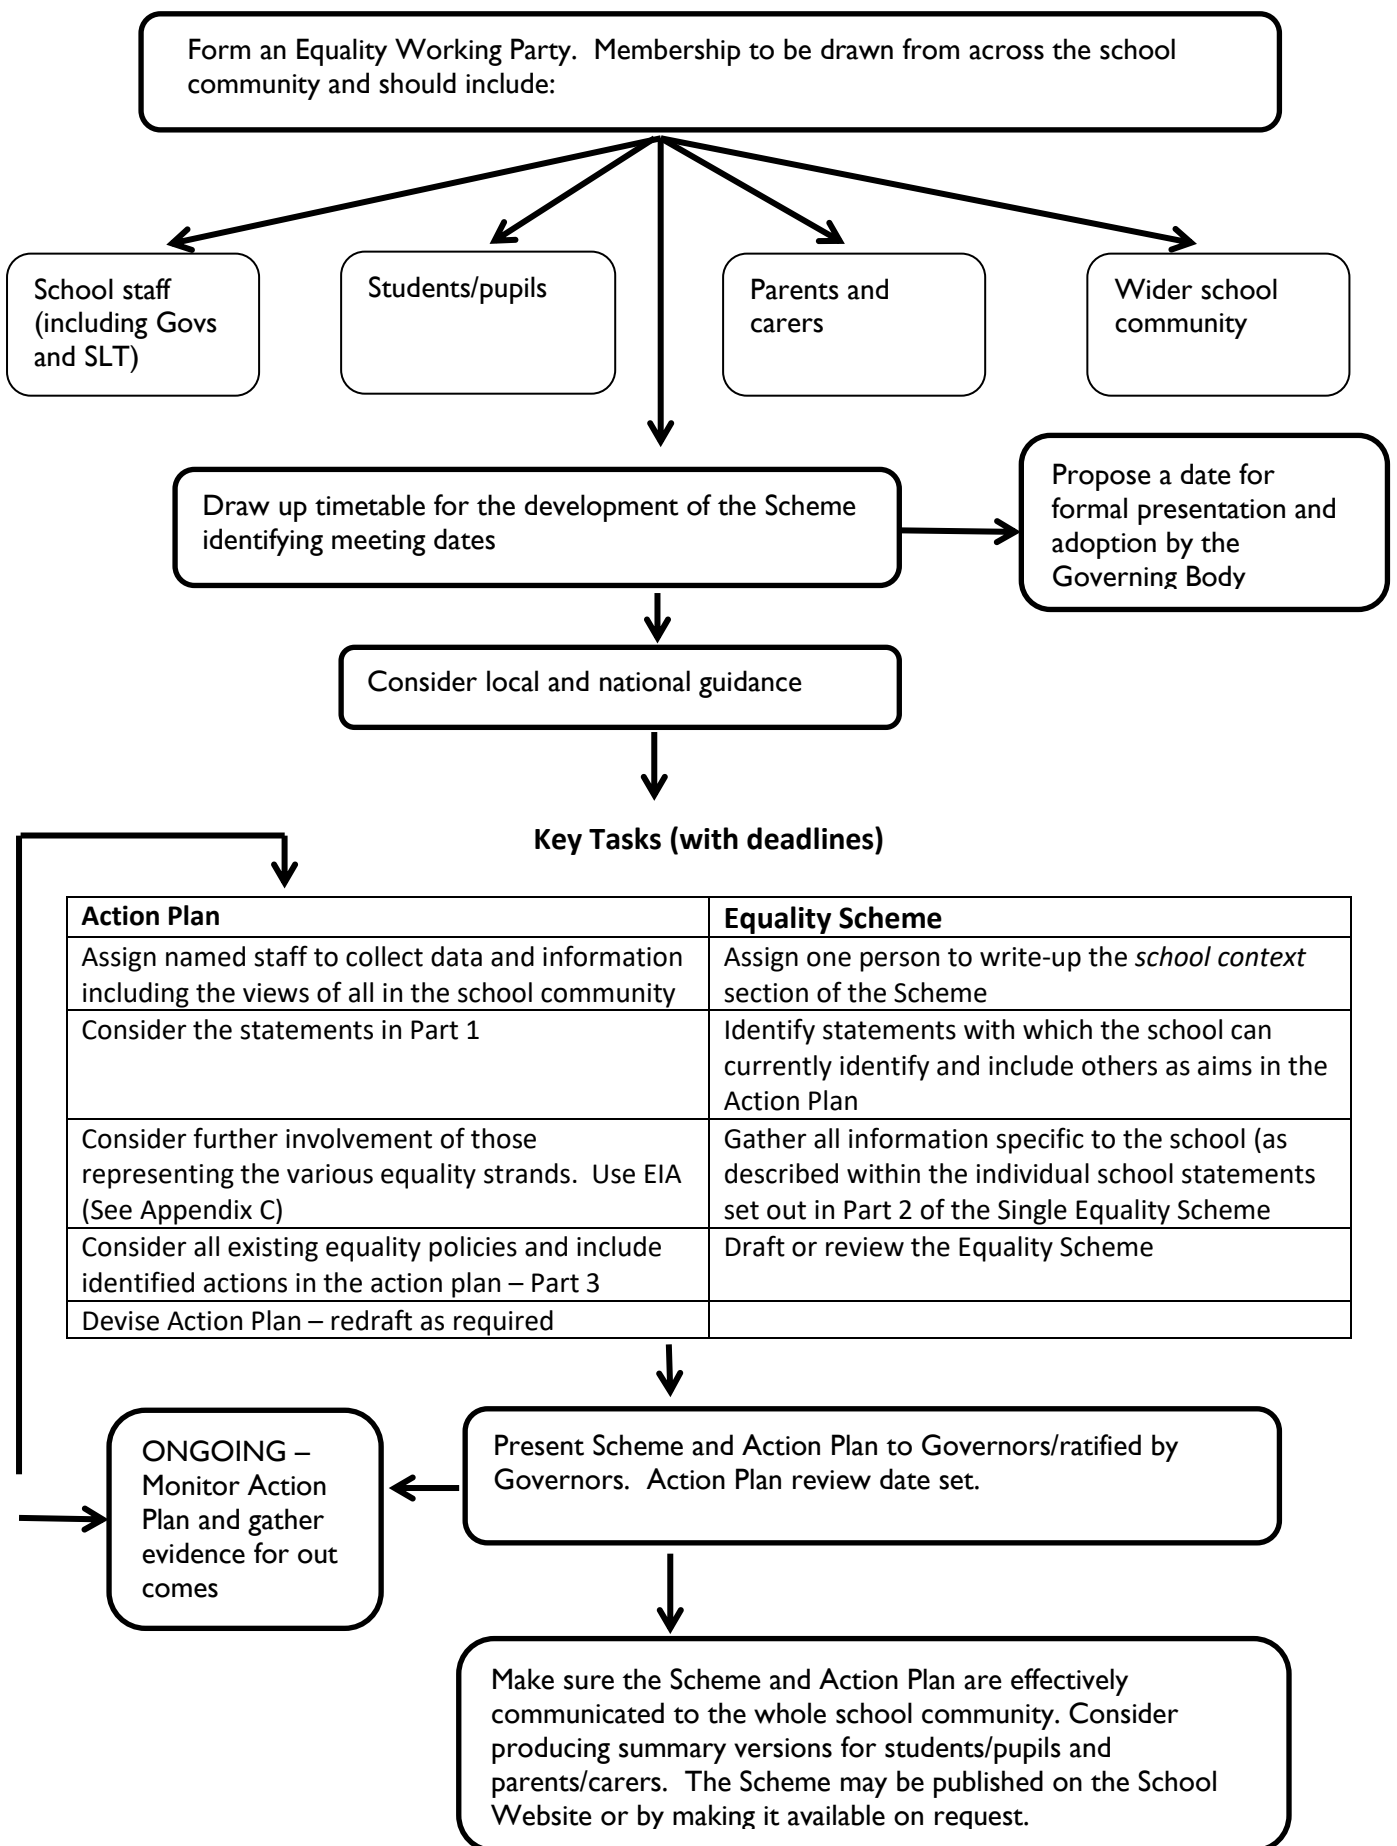 Form an Equality Working Party.  Membership to be drawn from across the school
community and should include:
School staff
(including Govs
and SLT)
Students/pupils
Parents and
carers
Wider school
community
Draw up timetable for the development of the Scheme
identifying meeting dates
Propose a date for
formal presentation and
adoption by the
Governing Body
Consider local and national guidance
Key Tasks (with deadlines)
Action Plan
Equality Scheme
Assign named staff to collect data and information
including the views of all in the school community
Assign one person to write-up the school context
section of the Scheme
Consider the statements in Part 1
Identify statements with which the school can
currently identify and include others as aims in the
Action Plan
Consider further involvement of those
representing the various equality strands.  Use EIA
(See Appendix C)
Gather all information specific to the school (as
described within the individual school statements
set out in Part 2 of the Single Equality Scheme
Consider all existing equality policies and include
identified actions in the action plan – Part 3
Draft or review the Equality Scheme
Devise Action Plan – redraft as required
ONGOING –
Monitor Action
Plan and gather
evidence for out
comes
Present Scheme and Action Plan to Governors/ratified by
Governors.  Action Plan review date set.
Make sure the Scheme and Action Plan are effectively
communicated to the whole school community. Consider
producing summary versions for students/pupils and
parents/carers.  The Scheme may be published on the School
Website or by making it available on request.